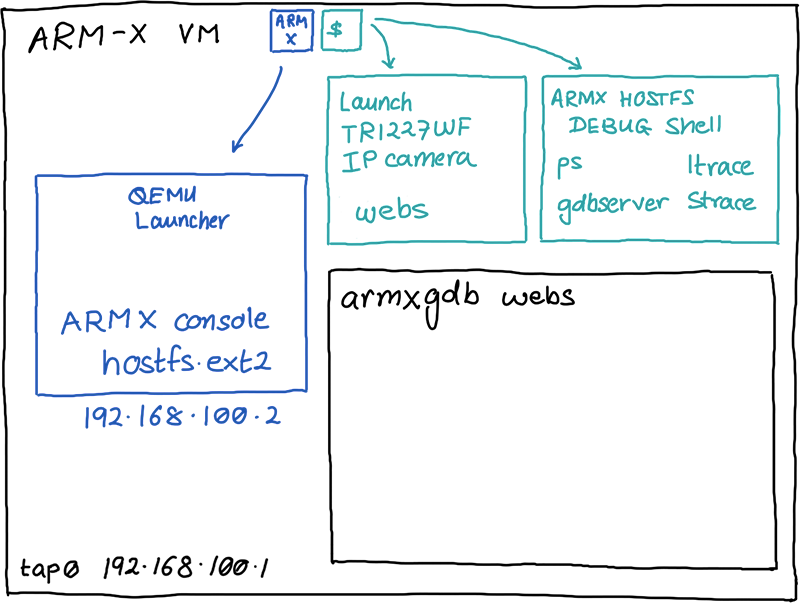 ARM-X VM
ARM
X
$
Launch
TRI227WF
IP camera
webs
ARMX HOSTFS
DEBUG Shell
ps ltrace
gdbserver strace
QEMU
Launcher
ARMX console
hostfs.ext2
192.168.100.2
armxgdb webs
tap0 192.168.100.1